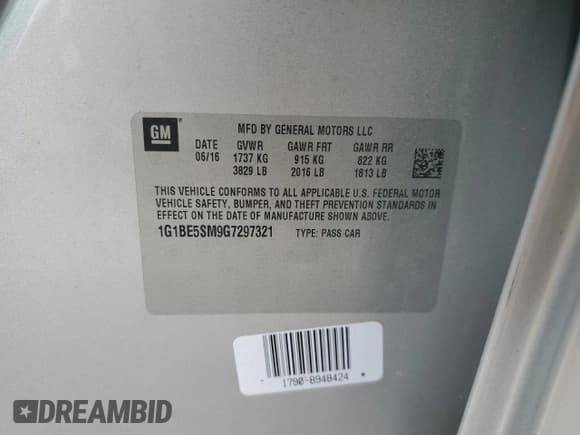 GM
MFD BY GENERAL MOTORS LLC
DATE GVWR GAWR FRT GAWR RR
06/16 1737 KG 915 KG 822 KG
3829 LB 2016 LB 1813 LB
THIS VEHICLE CONFORMS TO ALL APPLICABLE U.S. FEDERAL MOTOR
VEHICLE SAFETY, BUMPER, AND THEFT PREVENTION STANDARDS IN
EFFECT ON THE DATE OF MANUFACTURE SHOWN ABOVE.
1G1BE5SM9G7297321 TYPE: PASS CAR
* 1790-8948424 *
DREAMBID